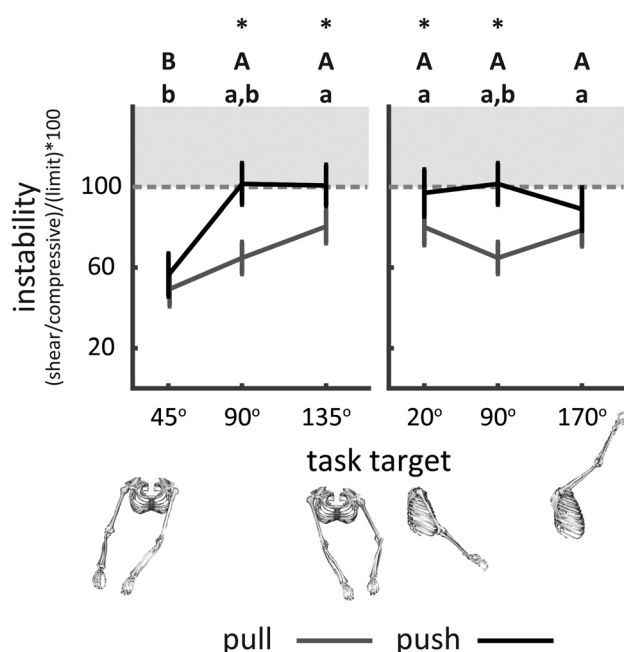 * * * *
B A A A A A
b a,b a a a,b a
instability
(shear/compressive)/(limit)*100
100
60
20
45° 90° 135° 20° 90° 170°
task target
pull push